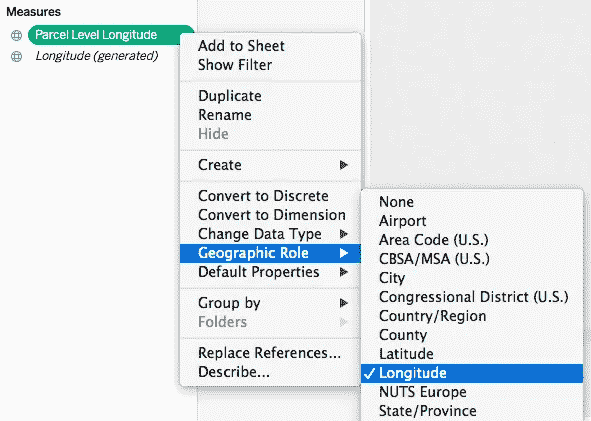 Measures
Parcel Level Longitude
Longitude (generated)
Add to Sheet
Show Filter
Duplicate
Rename
Hide
Create
Convert to Discrete
Convert to Dimension
Change Data Type
Geographic Role
Default Properties
Group by
Folders
Replace References...
Describe...
None
Airport
Area Code (U.S.)
CBSA/MSA (U.S.)
City
Congressional District (U.S.)
Country/Region
County
Latitude
✓ Longitude
NUTS Europe
State/Province